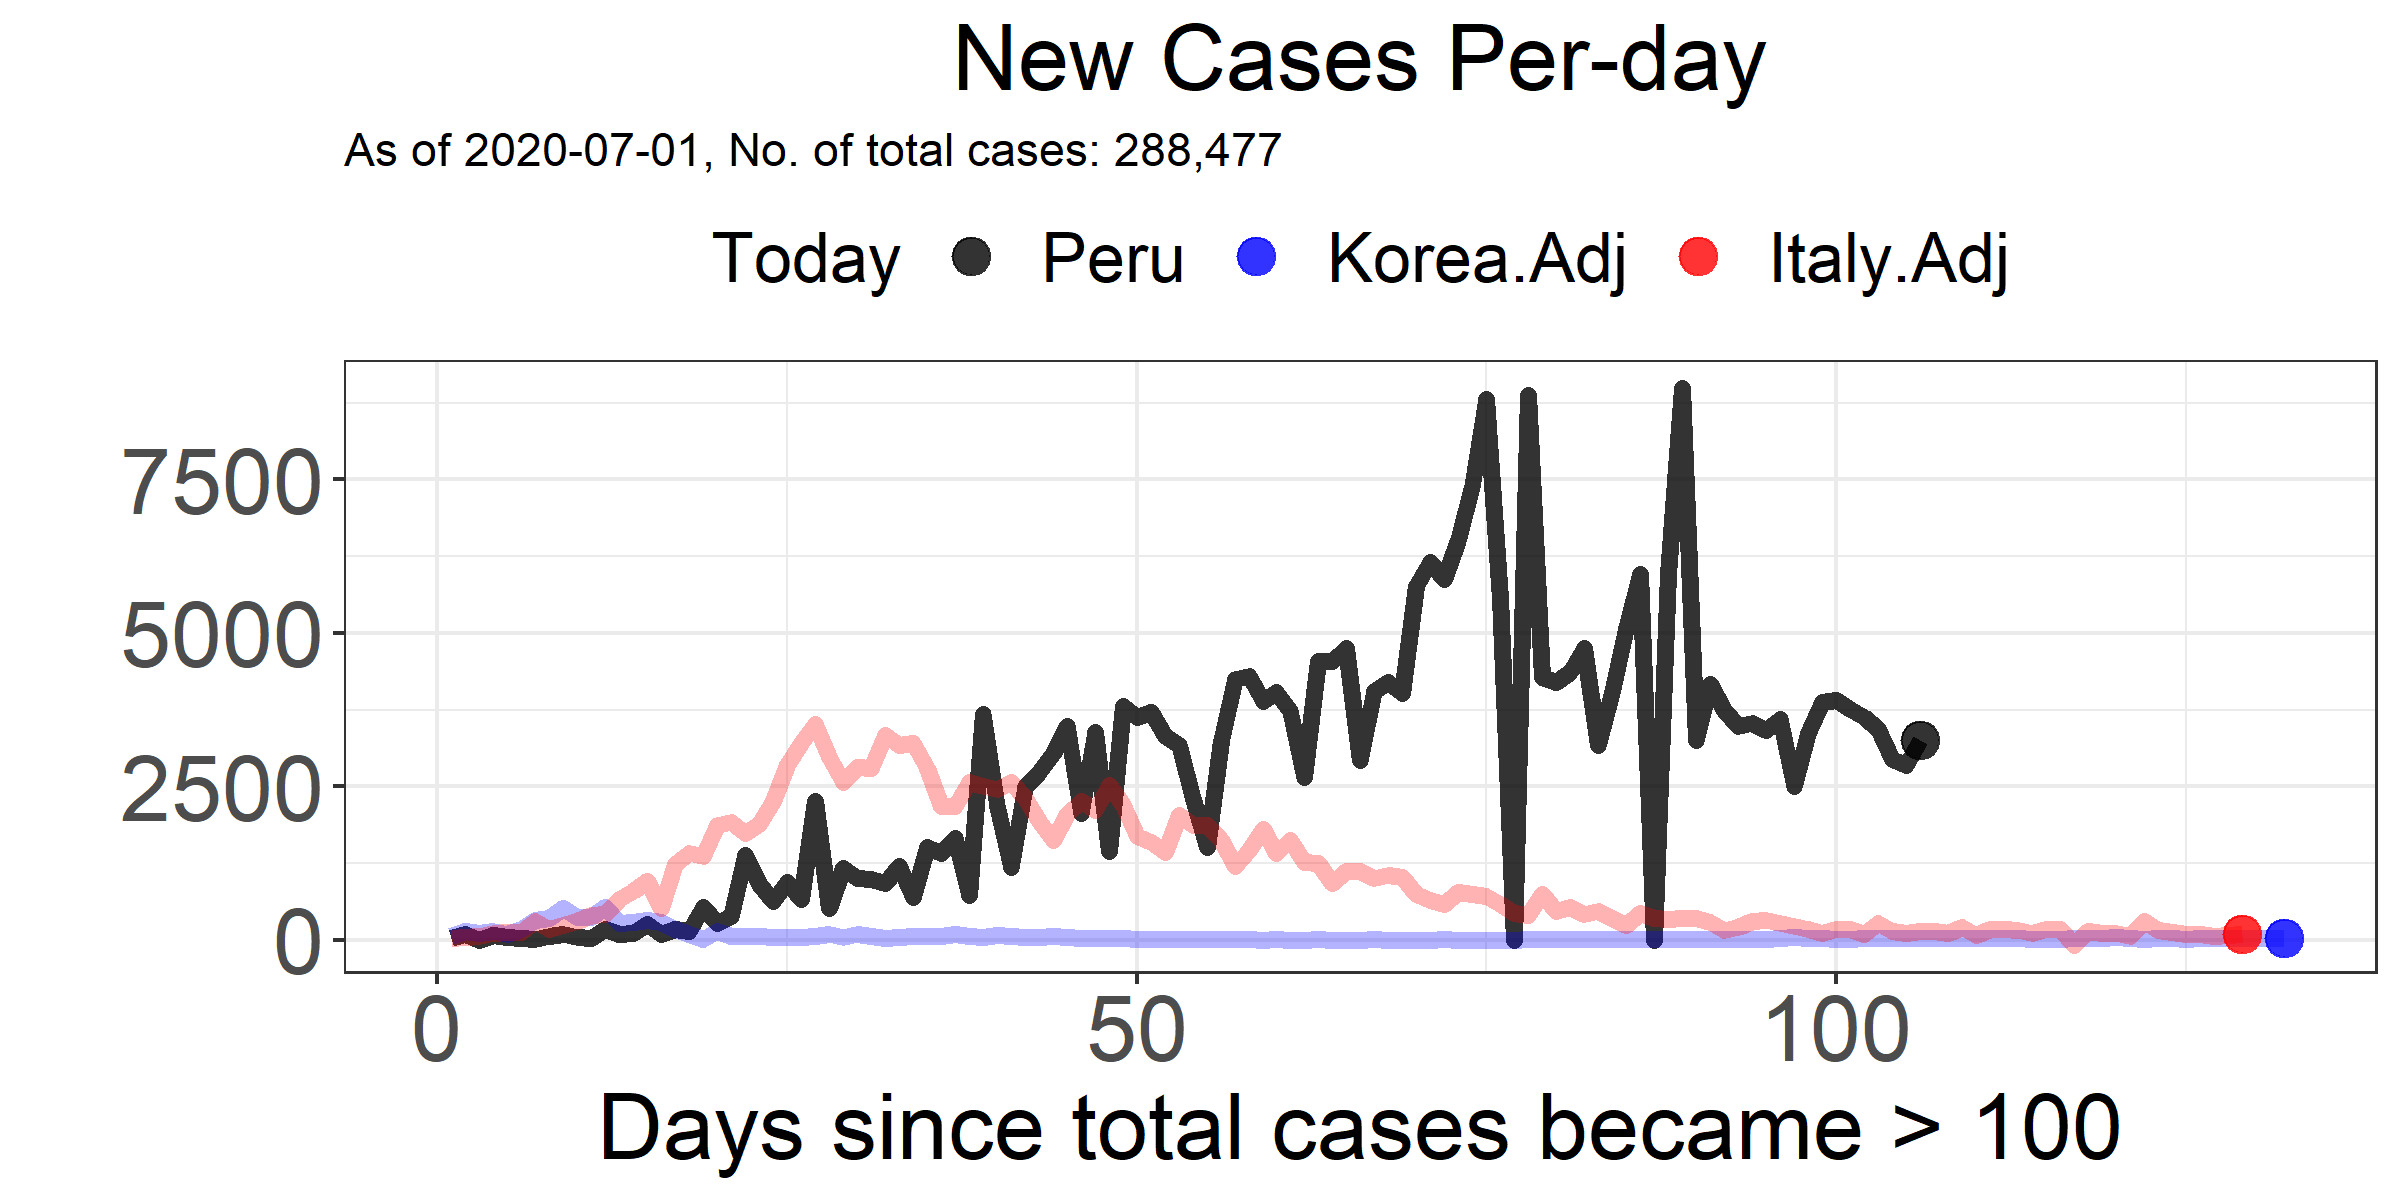 New Cases Per-day
As of 2020-07-01, No. of total cases: 288,477
Today Peru Korea.Adj Italy.Adj
7500
5000
2500
0
0 50 100
Days since total cases became > 100